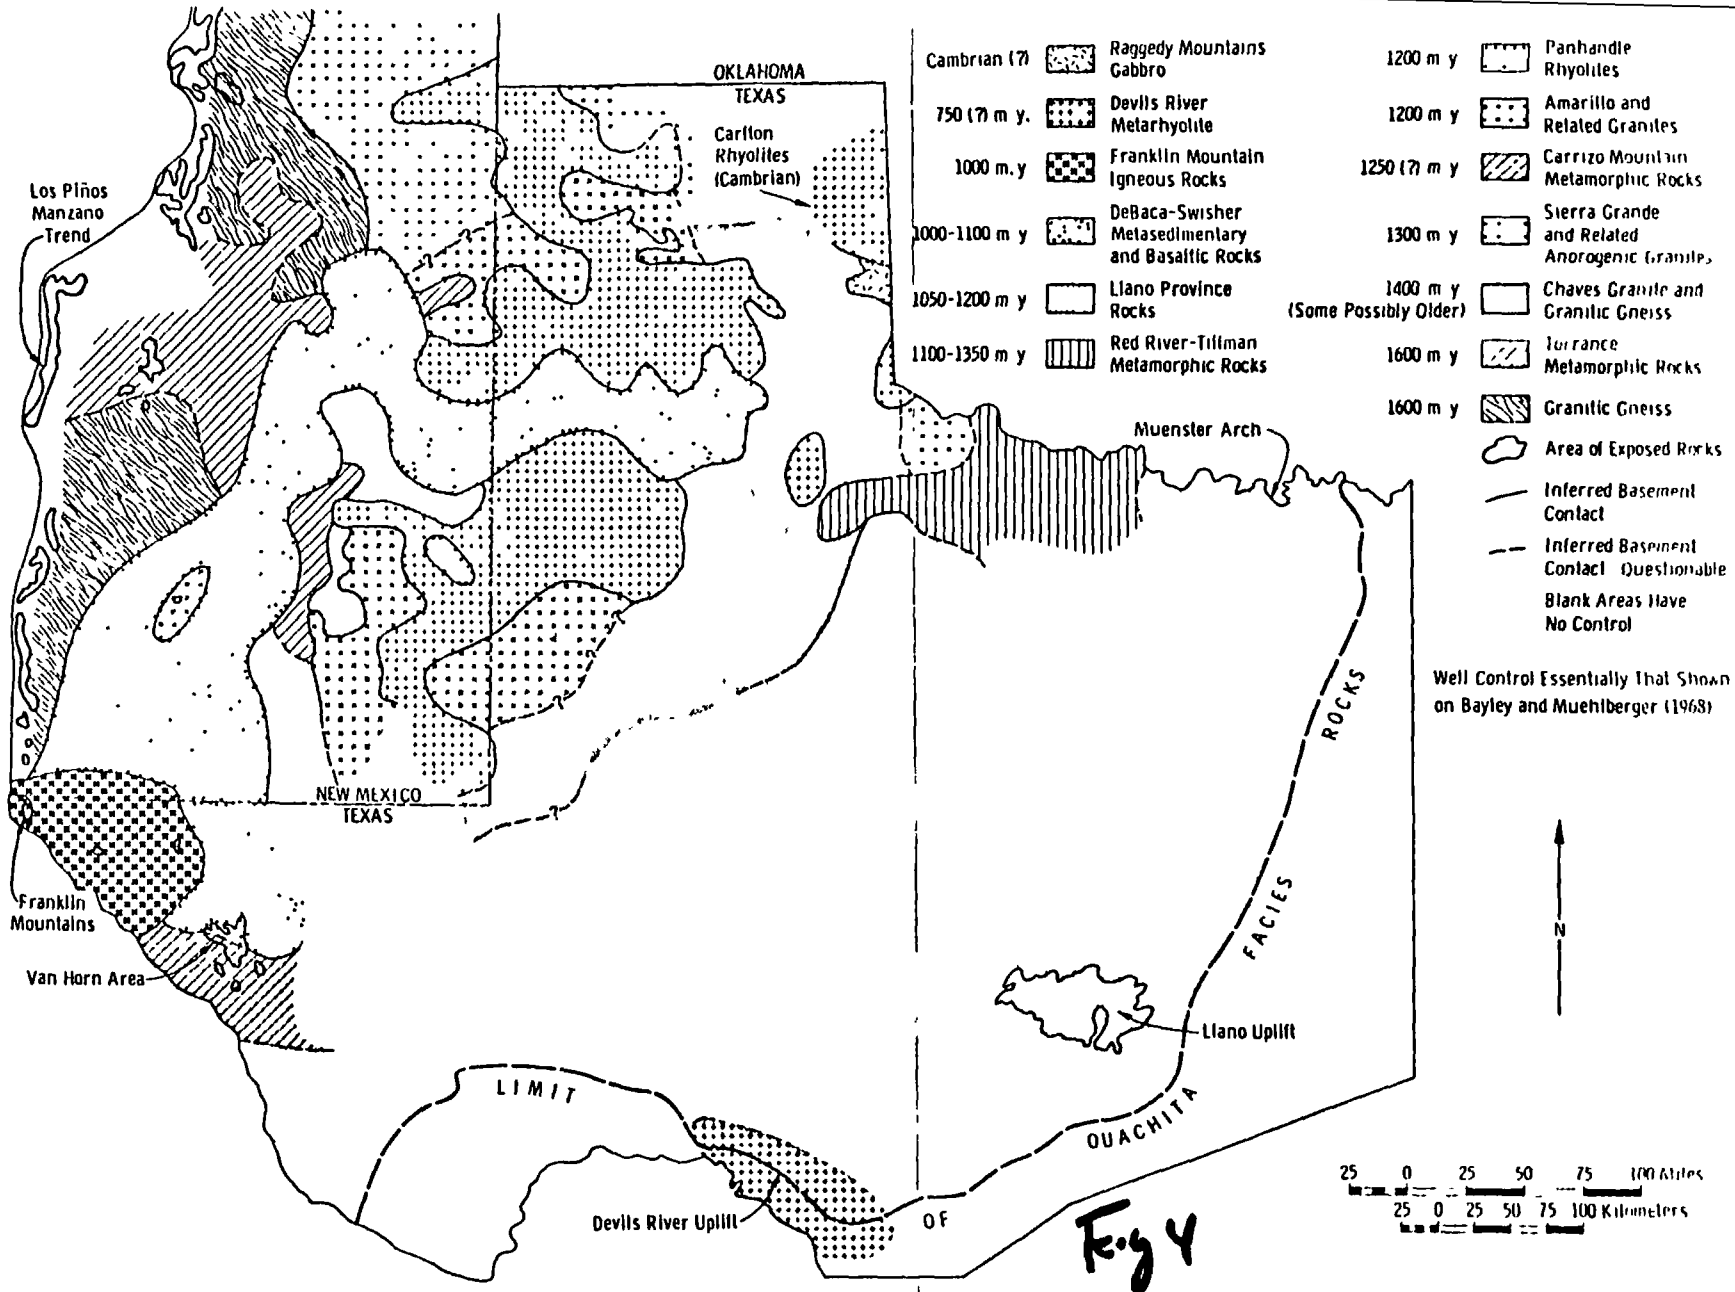 OKLAHOMA
TEXAS
Carlton
Rhyolites
(Cambrian)
Los Piños
Manzano
Trend
Cambrian (?)
Raggedy Mountains
Gabbro
750 (?) m y.
Devils River
Metarhyolite
1000 m.y
Franklin Mountain
Igneous Rocks
1000-1100 m y
DeBaca-Swisher
Metasedimentary
and Basaltic Rocks
1050-1200 m y
Llano Province
Rocks
1100-1350 m y
Red River-Tillman
Metamorphic Rocks
1200 m y
Panhandle
Rhyolites
1200 m y
Amarillo and
Related Granites
1250 (?) m y
Carrizo Mountain
Metamorphic Rocks
1300 m y
Sierra Grande
and Related
Anorogenic Granites
1400 m y
(Some Possibly Older)
Chaves Granite and
Granitic Gneiss
1600 m y
Torrance
Metamorphic Rocks
1600 m y
Granitic Gneiss
Area of Exposed Rocks
Inferred Basement
Contact
Inferred Basement
Contact Questionable
Blank Areas Have
No Control
Well Control Essentially That Shown
on Bayley and Muehlberger (1968)
Muenster Arch
?
?
?
NEW MEXICO
TEXAS
Franklin
Mountains
Van Horn Area
Llano Uplift
Devils River Uplift
LIMIT
OF
OUACHITA
FACIES
ROCKS
N
25 0 25 50 75 100 Miles
25 0 25 50 75 100 Kilometers
Fig 4